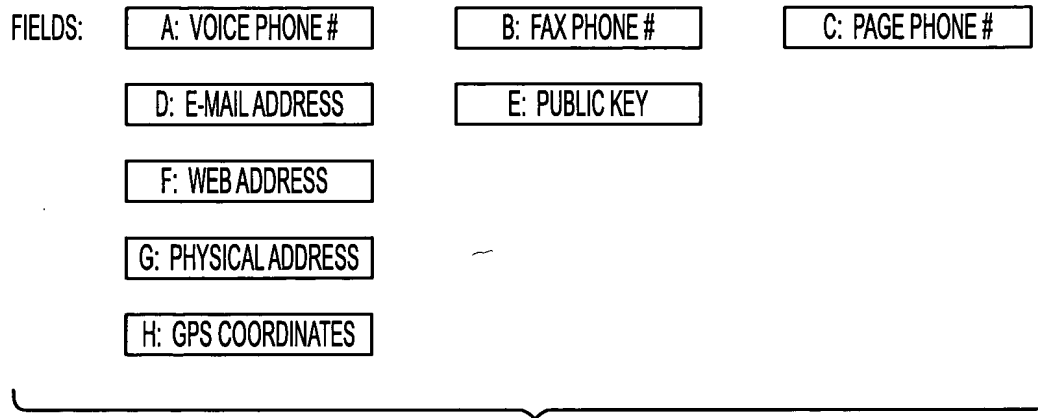 FIELDS: A: VOICE PHONE # B: FAX PHONE # C: PAGE PHONE #
D: E-MAIL ADDRESS E: PUBLIC KEY
F: WEB ADDRESS
G: PHYSICAL ADDRESS
H: GPS COORDINATES